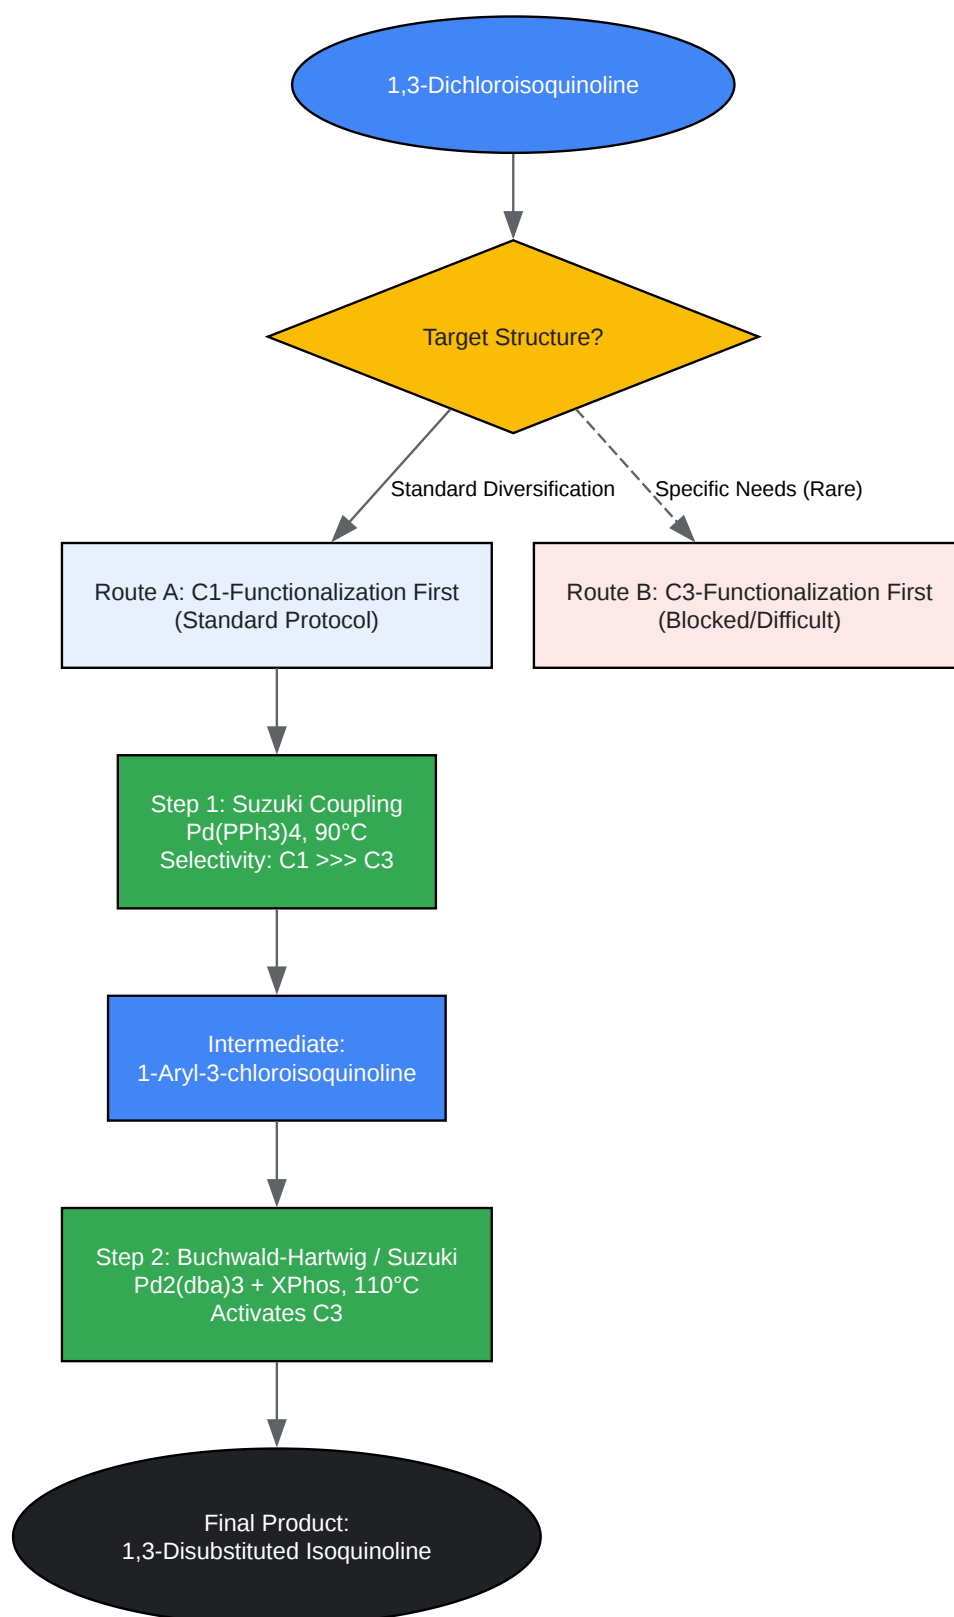 1,3-Dichloroisoquinoline
Target Structure?
Standard Diversification
Specific Needs (Rare)
Route A: C1-Functionalization First
(Standard Protocol)
Route B: C3-Functionalization First
(Blocked/Difficult)
Step 1: Suzuki Coupling
Pd(PPh3)4, 90°C
Selectivity: C1 >>> C3
Intermediate:
1-Aryl-3-chloroisoquinoline
Step 2: Buchwald-Hartwig / Suzuki
Pd2(dba)3 + XPhos, 110°C
Activates C3
Final Product:
1,3-Disubstituted Isoquinoline